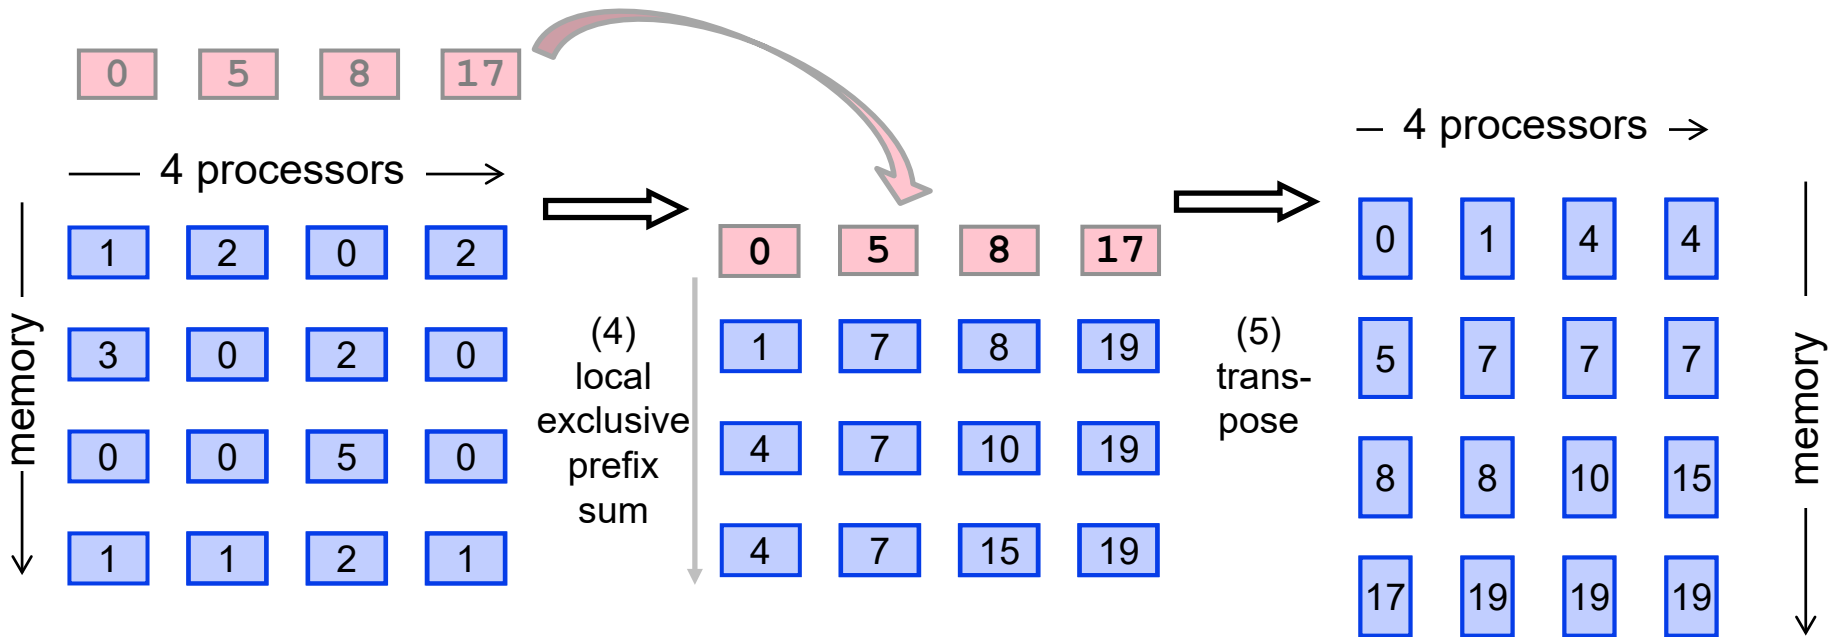 0 5 8 17
4 processors
memory
1 2 0 2
3 0 2 0
0 0 5 0
1 1 2 1
(4)
local
exclusive
prefix
sum
0 5 8 17
1 7 8 19
4 7 10 19
4 7 15 19
(5)
trans-
pose
4 processors
0 1 4 4
5 7 7 7
8 8 10 15
17 19 19 19
memory